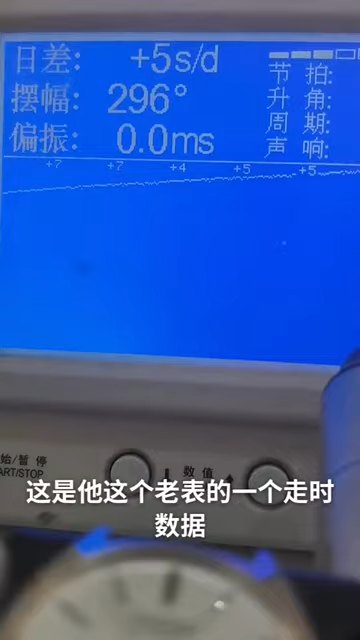 日差: +5s/d
摆幅: 296°
偏振: 0.0ms
节 拍:
升 角:
周 期:
声 响:
+7 +7 +4 +5 +5
始/暂 停
ART/STOP
数 值
这是他这个老表的一个走时
数据